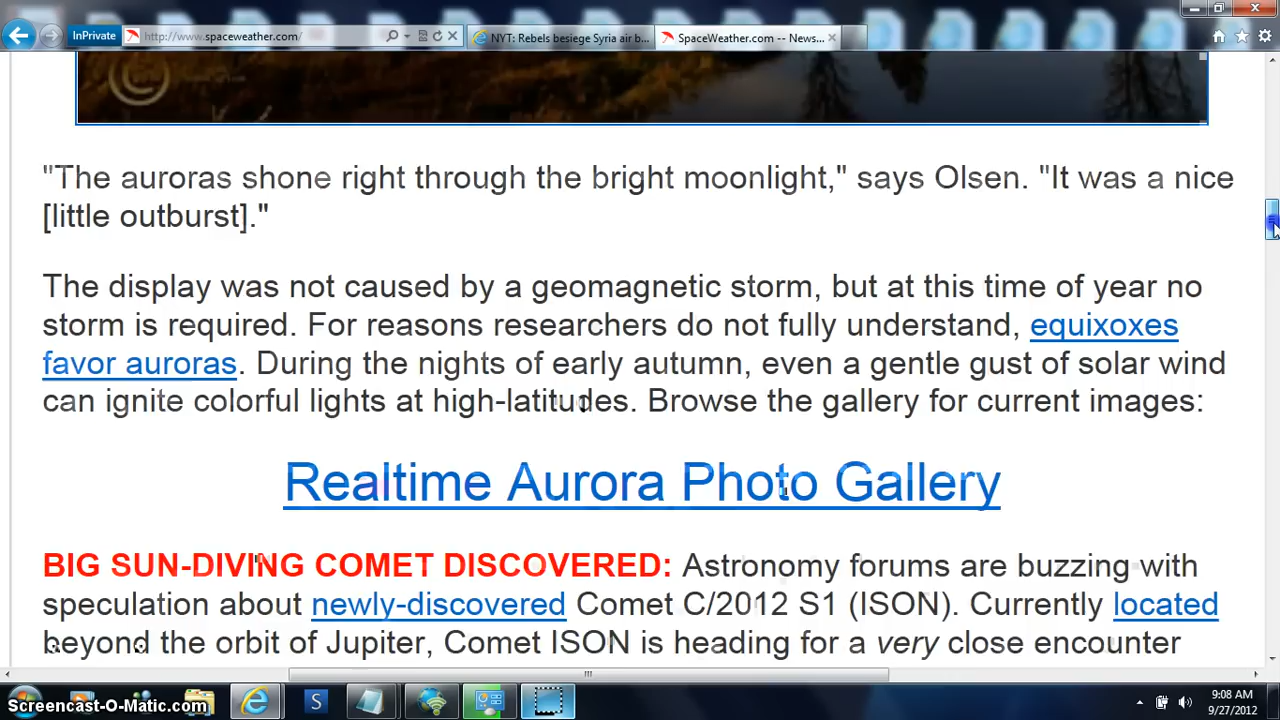 InPrivate
http://www.spaceweather.com/
NYT: Rebels besiege Syria air b...
SpaceWeather.com -- News...
"The auroras shone right through the bright moonlight," says Olsen. "It was a nice
[little outburst]."
The display was not caused by a geomagnetic storm, but at this time of year no
storm is required. For reasons researchers do not fully understand, equixoxes
favor auroras. During the nights of early autumn, even a gentle gust of solar wind
can ignite colorful lights at high-latitudes. Browse the gallery for current images:
Realtime Aurora Photo Gallery
BIG SUN-DIVING COMET DISCOVERED: Astronomy forums are buzzing with
speculation about newly-discovered Comet C/2012 S1 (ISON). Currently located
beyond the orbit of Jupiter, Comet ISON is heading for a very close encounter
Screencast-O-Matic.com
9:08 AM
9/27/2012